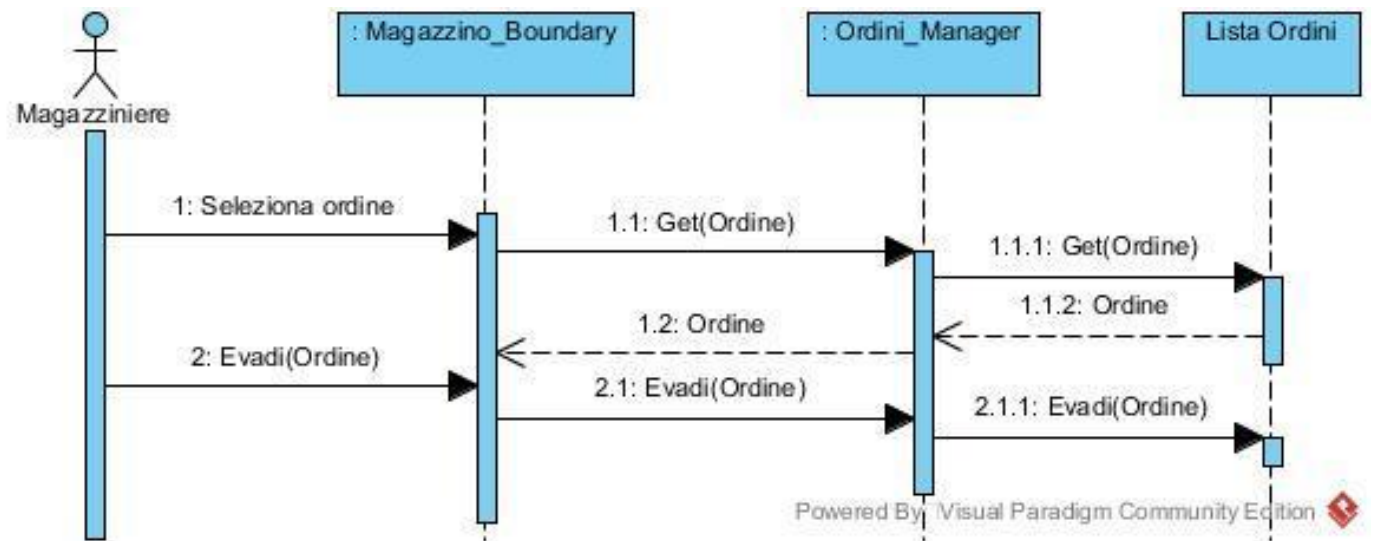 : Magazzino_Boundary
: Ordini_Manager
Lista Ordini
Magazziniere
1: Seleziona ordine
1.1: Get(Ordine)
1.1.1: Get(Ordine)
1.1.2: Ordine
1.2: Ordine
2: Evadi(Ordine)
2.1: Evadi(Ordine)
2.1.1: Evadi(Ordine)
Powered By Visual Paradigm Community Edition